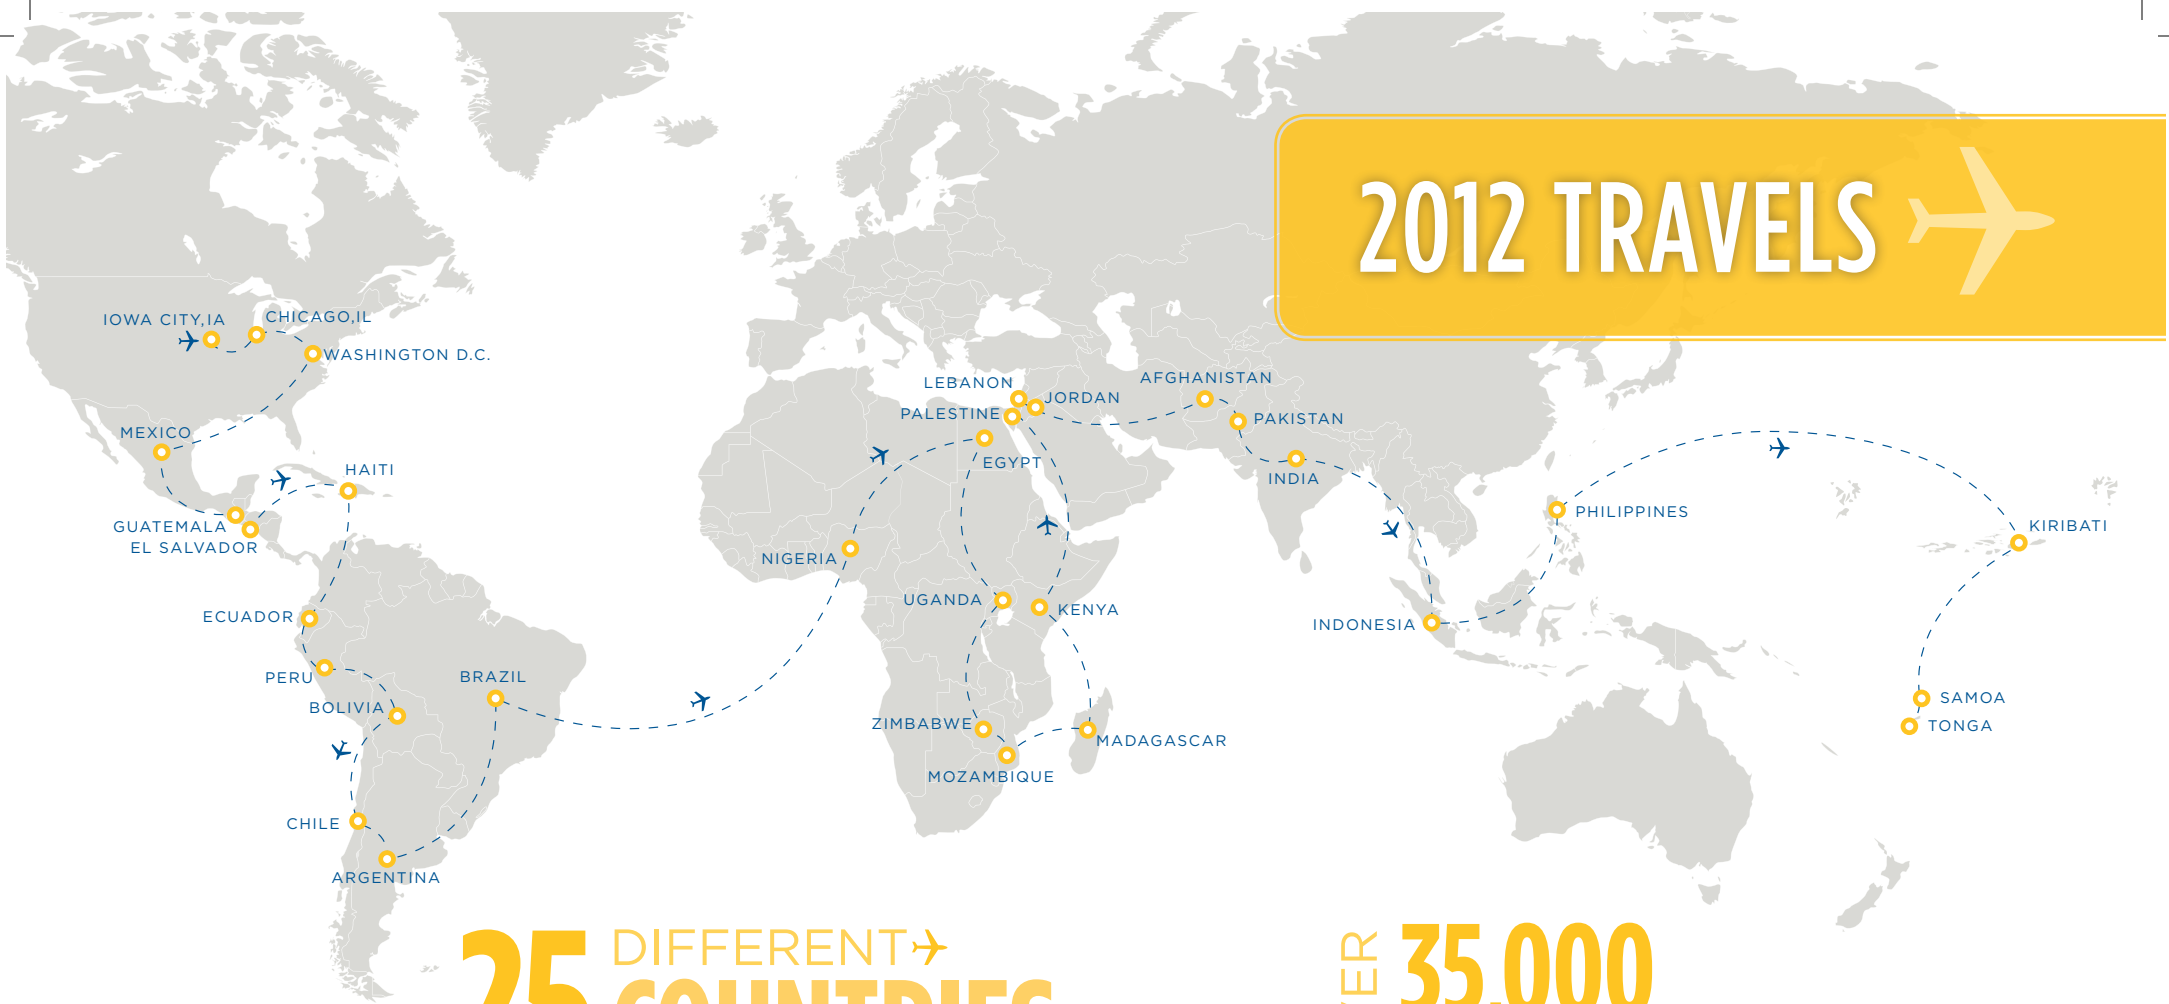 2012 TRAVELS
IOWA CITY,IA
CHICAGO,IL
WASHINGTON D.C.
MEXICO
HAITI
GUATEMALA
EL SALVADOR
ECUADOR
PERU
BOLIVIA
BRAZIL
CHILE
ARGENTINA
LEBANON
JORDAN
PALESTINE
EGYPT
NIGERIA
UGANDA
KENYA
ZIMBABWE
MOZAMBIQUE
MADAGASCAR
AFGHANISTAN
PAKISTAN
INDIA
INDONESIA
PHILIPPINES
KIRIBATI
SAMOA
TONGA
25 DIFFERENT
COUNTRIES
35,000